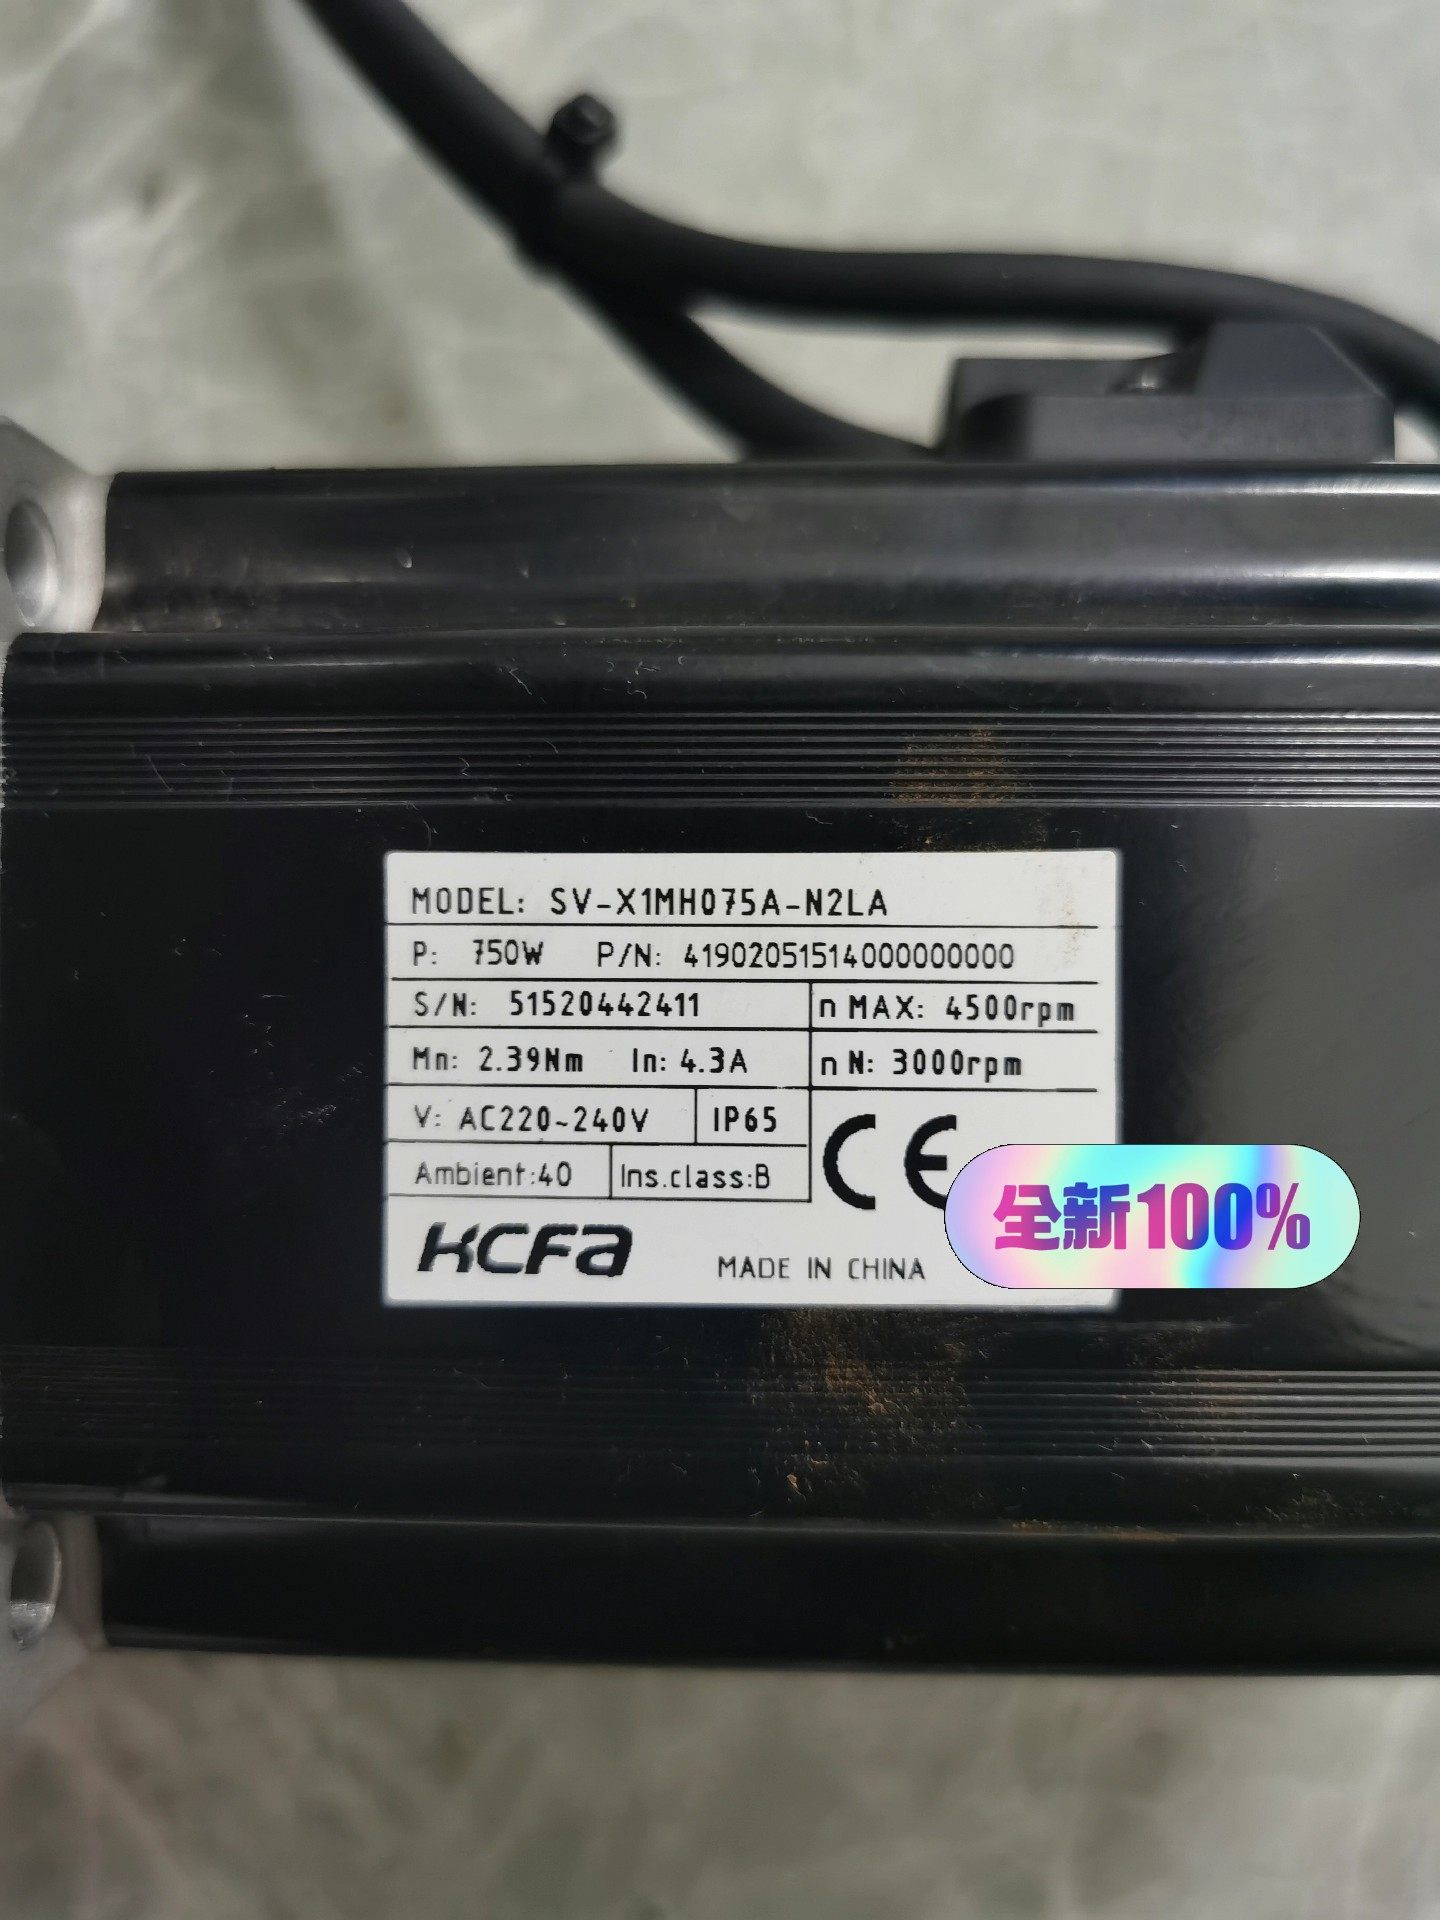 MODEL: SV-X1MH075A-N2LA
P: 750W P/N: 41902051514000000000
S/N: 51520442411 n MAX: 4500rpm
Mn: 2.39Nm In: 4.3A n N: 3000rpm
V: AC220~240V IP65
Ambient:40 Ins.class:B
CE
KCFA
MADE IN CHINA
全新100%